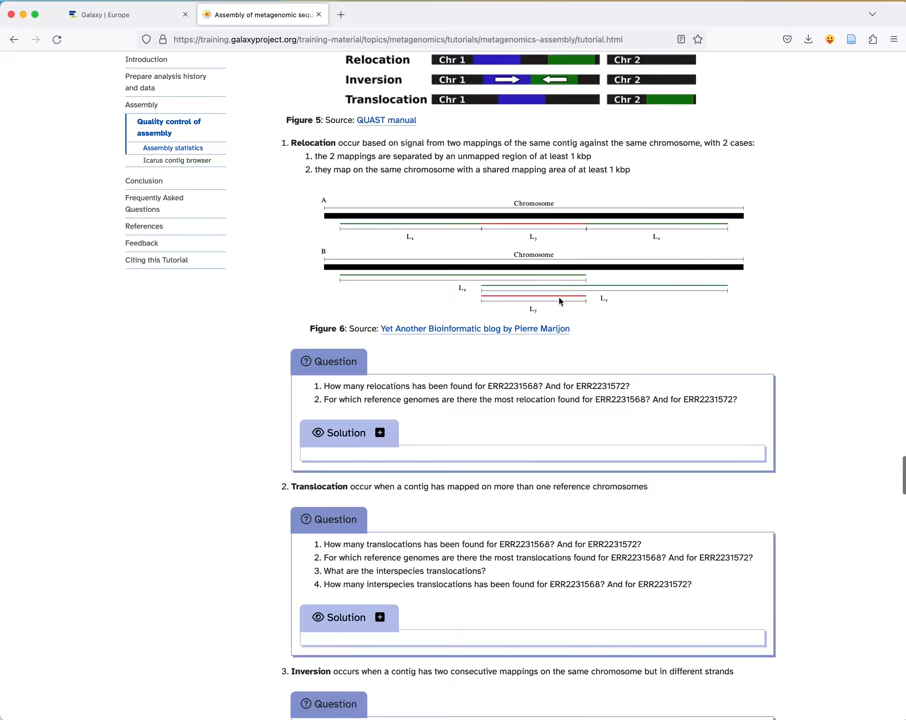 Galaxy | Europe
Assembly of metagenomic sequ
https://training.galaxyproject.org/training-material/topics/metagenomics/tutorials/metagenomics-assembly/tutorial.html
Introduction
Prepare analysis history
and data
Assembly
Quality control of
assembly
Assembly statistics
Icarus contig browser
Conclusion
Frequently Asked
Questions
References
Feedback
Citing this Tutorial
Relocation Chr 1 Chr 2
Inversion Chr 1 Chr 2
Translocation Chr 1 Chr 2
Figure 5: Source: QUAST manual
1. Relocation occur based on signal from two mappings of the same contig against the same chromosome, with 2 cases:
1. the 2 mappings are separated by an unmapped region of at least 1 kbp
2. they map on the same chromosome with a shared mapping area of at least 1 kbp
A
Chromosome
Lx Ly Lz
B
Chromosome
Lx
Lz
Ly
Figure 6: Source: Yet Another Bioinformatic blog by Pierre Marijon
Question
1. How many relocations has been found for ERR2231568? And for ERR2231572?
2. For which reference genomes are there the most relocation found for ERR2231568? And for ERR2231572?
Solution
2. Translocation occur when a contig has mapped on more than one reference chromosomes
Question
1. How many translocations has been found for ERR2231568? And for ERR2231572?
2. For which reference genomes are there the most translocations found for ERR2231568? And for ERR2231572?
3. What are the interspecies translocations?
4. How many interspecies translocations has been found for ERR2231568? And for ERR2231572?
Solution
3. Inversion occurs when a contig has two consecutive mappings on the same chromosome but in different strands
Question